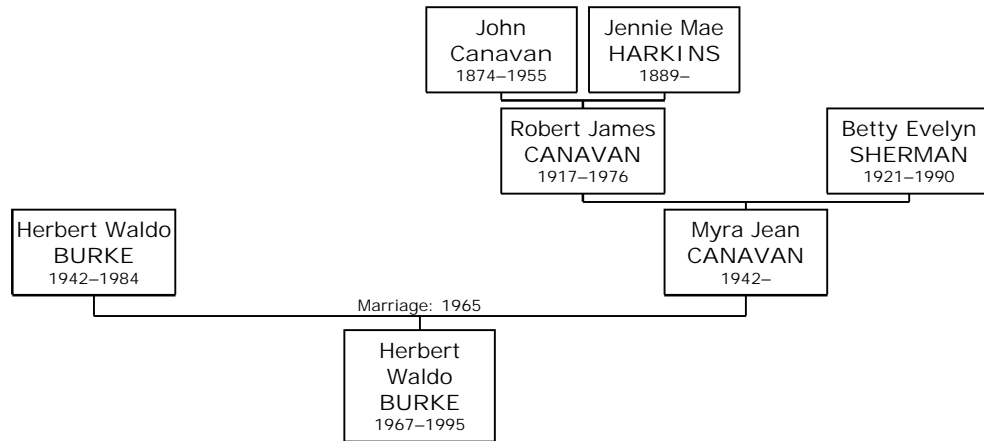 John
Canavan
1874–1955
Jennie Mae
HARKINS
1889–
Robert James
CANAVAN
1917–1976
Betty Evelyn
SHERMAN
1921–1990
Herbert Waldo
BURKE
1942–1984
Myra Jean
CANAVAN
1942–
Marriage: 1965
Herbert
Waldo
BURKE
1967–1995